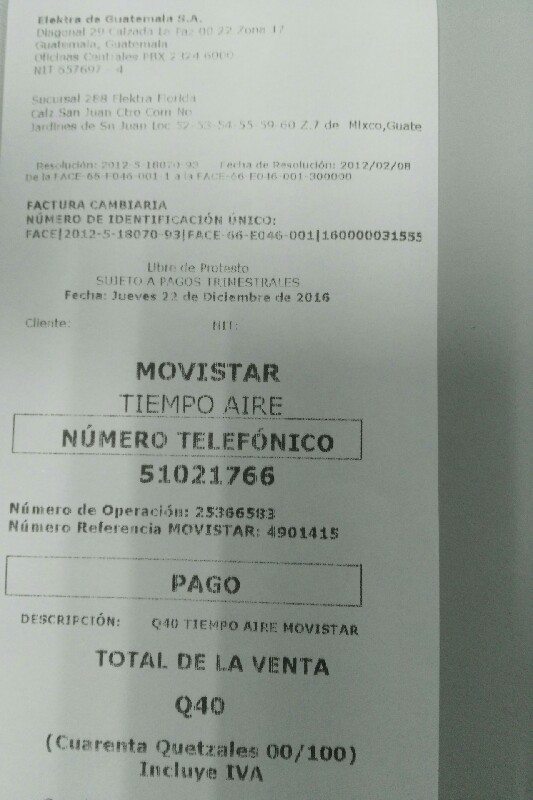 Elektra de Guatemala S.A.
Diagonal 29 Calzada La Paz 00 22 Zone 17
Guatemala, Guatemala
Oficinas Centrales PBX 2324 6000
NIT 657697 - 4
Sucursal 268 Elektra Florida
Calz San Juan Ctro Com No
Jardines de Sn Juan Loc 52-53-54-55-59-60 Z.7 de Mixco,Guate
Resolución: 2012-5-18070-93 Fecha de Resolución: 2012/02/08
De la FACE-66-E046-001-1 a la FACE-66-E046-001-300000
FACTURA CAMBIARIA
NÚMERO DE IDENTIFICACIÓN ÚNICO:
FACE|2012-5-18070-93|FACE-66-E046-001|160000031555
Libre de Protesto
SUJETO A PAGOS TRIMESTRALES
Fecha: Jueves 22 de Diciembre de 2016
Cliente: NIT:
MOVISTAR
TIEMPO AIRE
NÚMERO TELEFÓNICO
51021766
Número de Operación: 25366583
Número Referencia MOVISTAR: 4901415
PAGO
DESCRIPCIÓN: Q40 TIEMPO AIRE MOVISTAR
TOTAL DE LA VENTA
Q40
(Cuarenta Quetzales 00/100)
Incluye IVA